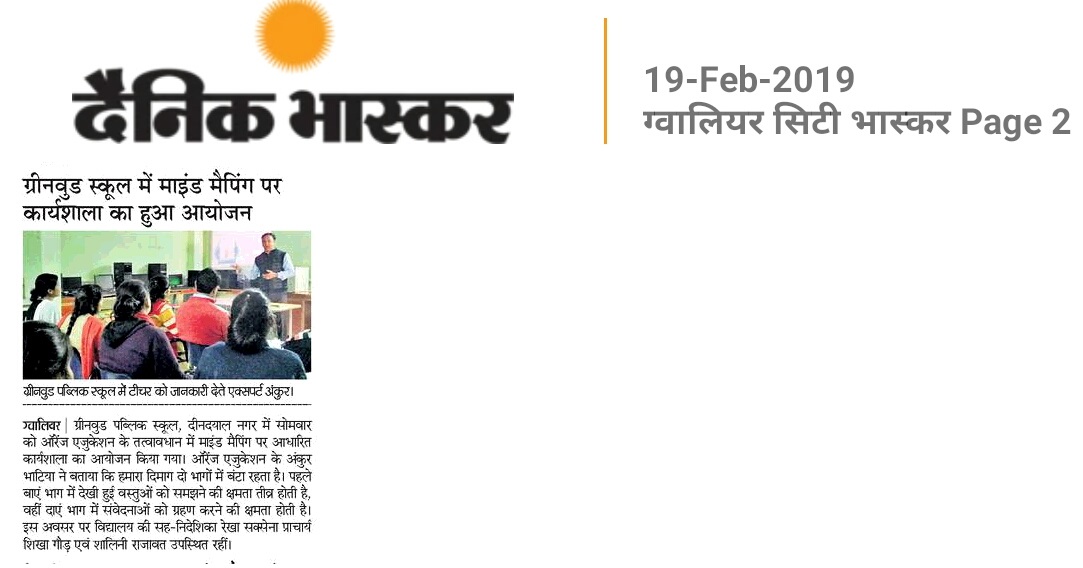 दैनिक भास्कर
19-Feb-2019
ग्वालियर सिटी भास्कर Page 2
ग्रीनवुड स्कूल में माइंड मैपिंग पर
कार्यशाला का हुआ आयोजन
ग्रीनवुड पब्लिक स्कूल में टीचर को जानकारी देते एक्सपर्ट अंकुर।
ग्वालियर | ग्रीनवुड पब्लिक स्कूल, दीनदयाल नगर में सोमवार
को ऑरेंज एजुकेशन के तत्वावधान में माइंड मैपिंग पर आधारित
कार्यशाला का आयोजन किया गया। ऑरेंज एजुकेशन के अंकुर
भाटिया ने बताया कि हमारा दिमाग दो भागों में बंटा रहता है। पहले
बाएं भाग में देखी हुई वस्तुओं को समझने की क्षमता तीव्र होती है,
वहीं दाएं भाग में संवेदनाओं को ग्रहण करने की क्षमता होती है।
इस अवसर पर विद्यालय की सह-निदेशिका रेखा सक्सेना प्राचार्य
शिखा गौड़ एवं शालिनी राजावत उपस्थित रहीं।